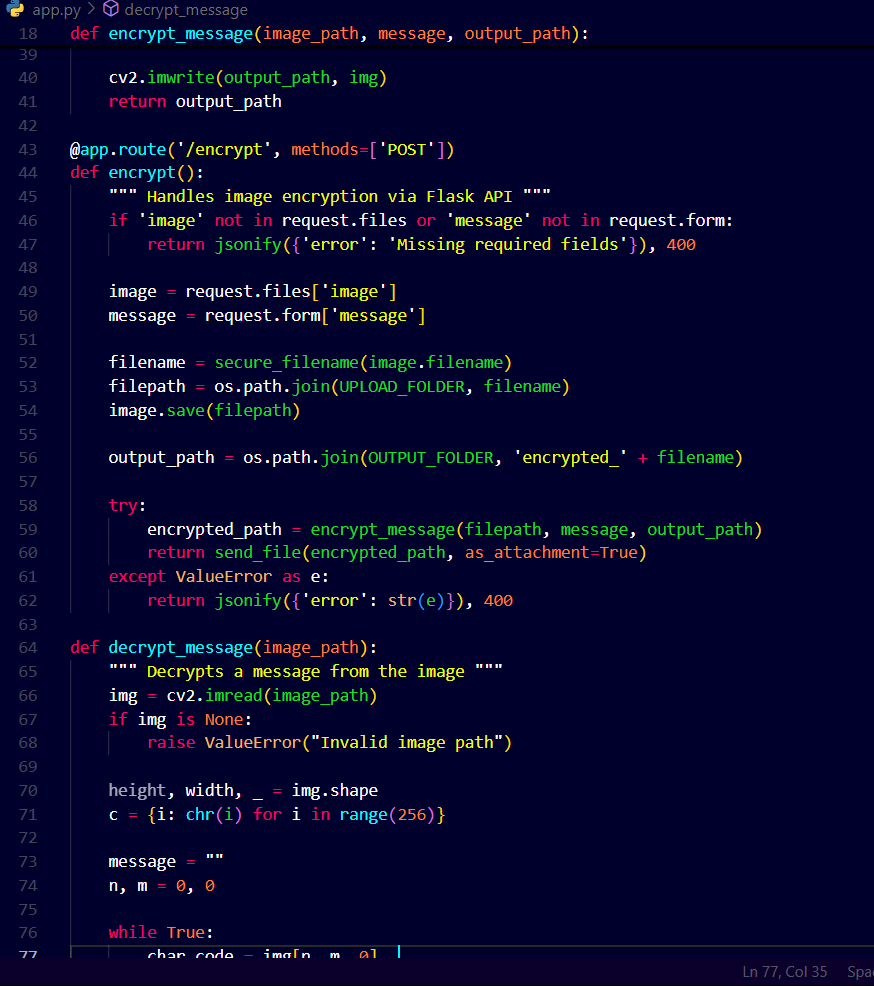 app.py > decrypt_message
18 def encrypt_message(image_path, message, output_path):
39
40 cv2.imwrite(output_path, img)
41 return output_path
42
43 @app.route('/encrypt', methods=['POST'])
44 def encrypt():
45 """ Handles image encryption via Flask API """
46 if 'image' not in request.files or 'message' not in request.form:
47 return jsonify({'error': 'Missing required fields'}), 400
48
49 image = request.files['image']
50 message = request.form['message']
51
52 filename = secure_filename(image.filename)
53 filepath = os.path.join(UPLOAD_FOLDER, filename)
54 image.save(filepath)
55
56 output_path = os.path.join(OUTPUT_FOLDER, 'encrypted_' + filename)
57
58 try:
59 encrypted_path = encrypt_message(filepath, message, output_path)
60 return send_file(encrypted_path, as_attachment=True)
61 except ValueError as e:
62 return jsonify({'error': str(e)}), 400
63
64 def decrypt_message(image_path):
65 """ Decrypts a message from the image """
66 img = cv2.imread(image_path)
67 if img is None:
68 raise ValueError("Invalid image path")
69
70 height, width, _ = img.shape
71 c = {i: chr(i) for i in range(256)}
72
73 message = ""
74 n, m = 0, 0
75
76 while True:
77 char_code = img[n, m, 0]
Ln 77, Col 35 Spac